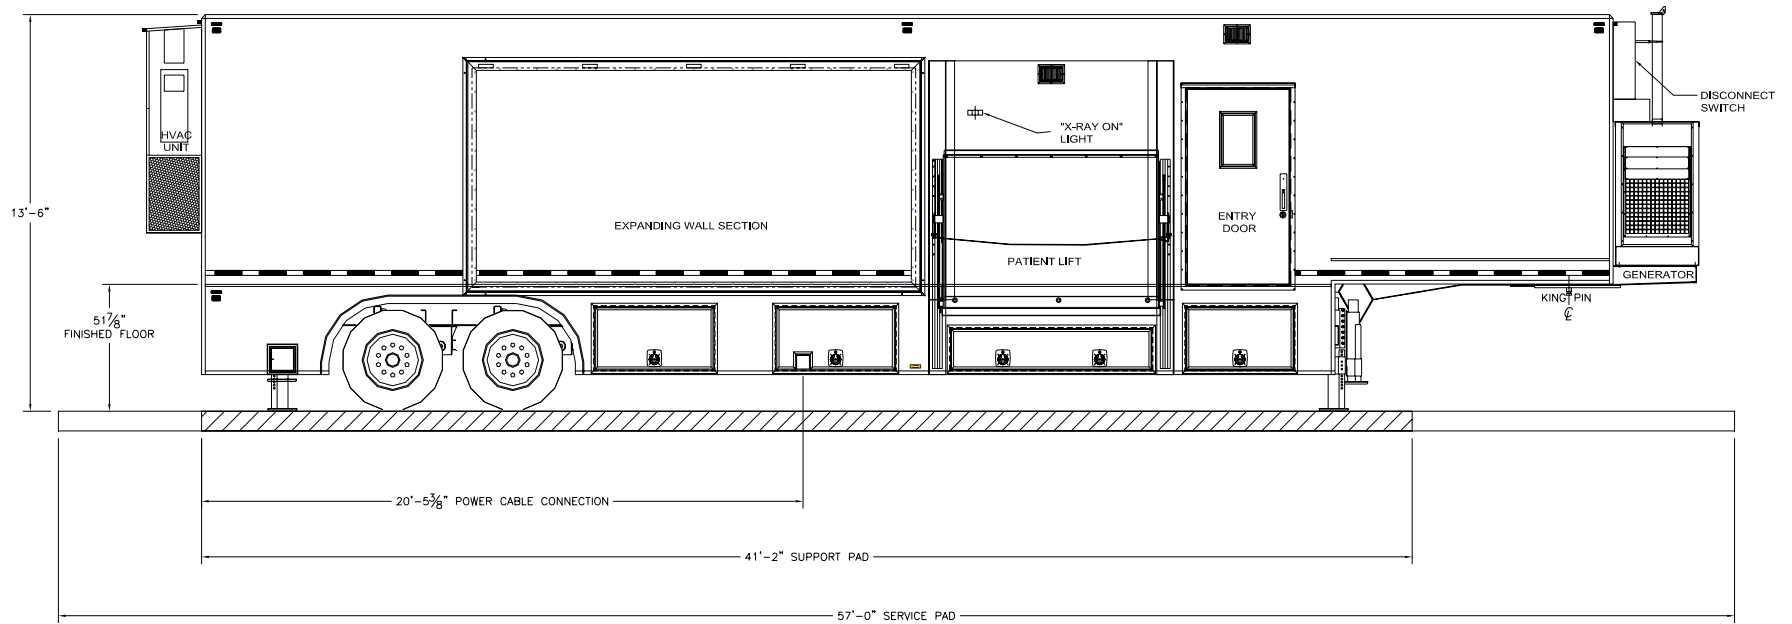 DISCONNECT
SWITCH
"X-RAY ON"
LIGHT
HVAC
UNIT
13'-6"
EXPANDING WALL SECTION
ENTRY
DOOR
PATIENT LIFT
GENERATOR
KING PIN
℄
51⅞"
FINISHED FLOOR
20'-5⅜" POWER CABLE CONNECTION
41'-2" SUPPORT PAD
57'-0" SERVICE PAD